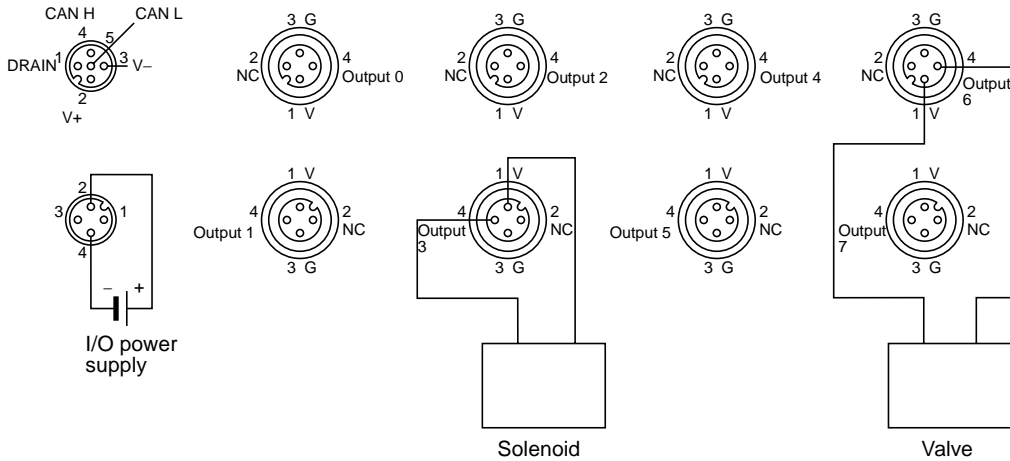 CAN H
CAN L
4
5
1
DRAIN
3
V–
2
V+
3 G
2
NC
4
Output 0
1 V
3 G
2
NC
4
Output 2
1 V
3 G
2
NC
4
Output 4
1 V
3 G
2
NC
4
Output
6
1 V
2
3
1
4
– +
I/O power
supply
1 V
4
Output 1
2
NC
3 G
1 V
4
Output
3
2
NC
3 G
1 V
4
Output 5
2
NC
3 G
1 V
4
Output
7
2
NC
3 G
Solenoid
Valve